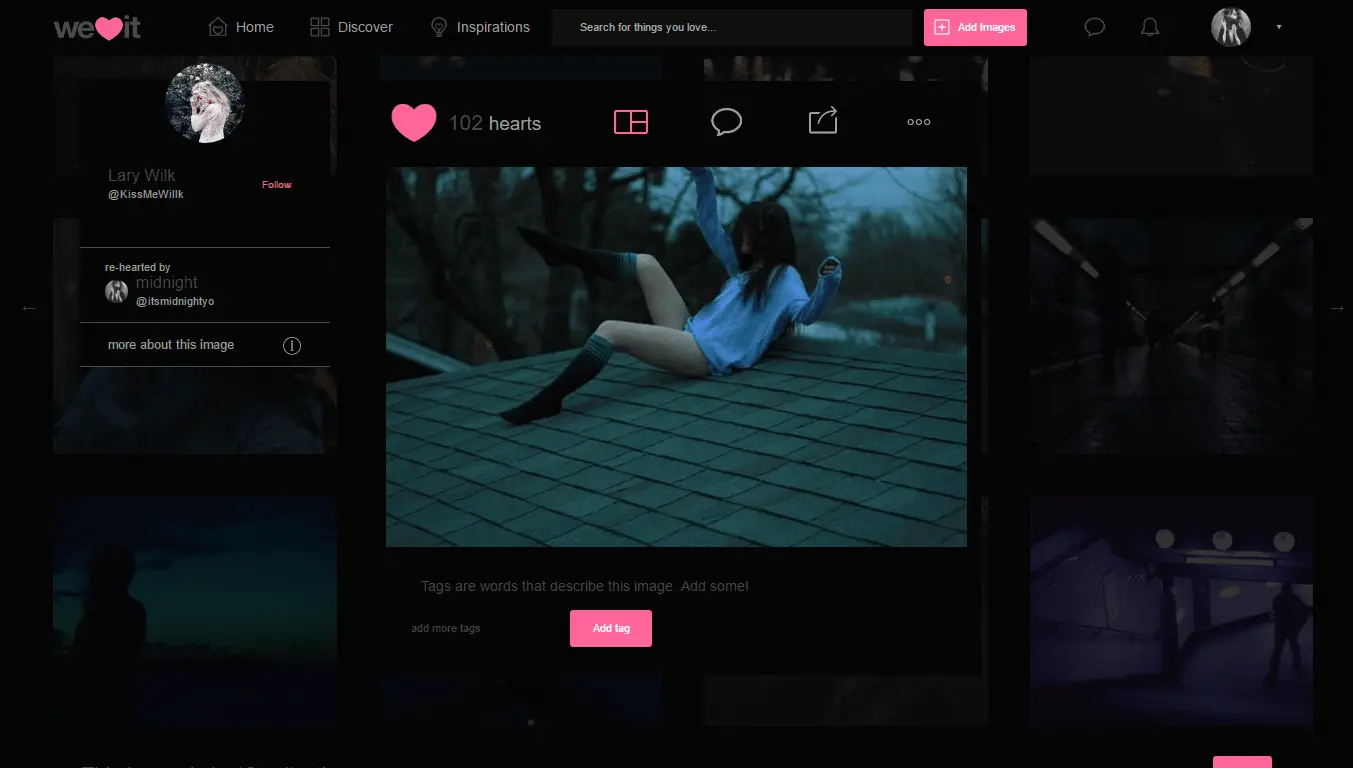 we it
Home
Discover
Inspirations
Search for things you love...
Add Images
102 hearts
Lary Wilk
@KissMeWillk
Follow
re-hearted by
midnight
@itsmidnightyo
more about this image
Tags are words that describe this image. Add some!
add more tags
Add tag